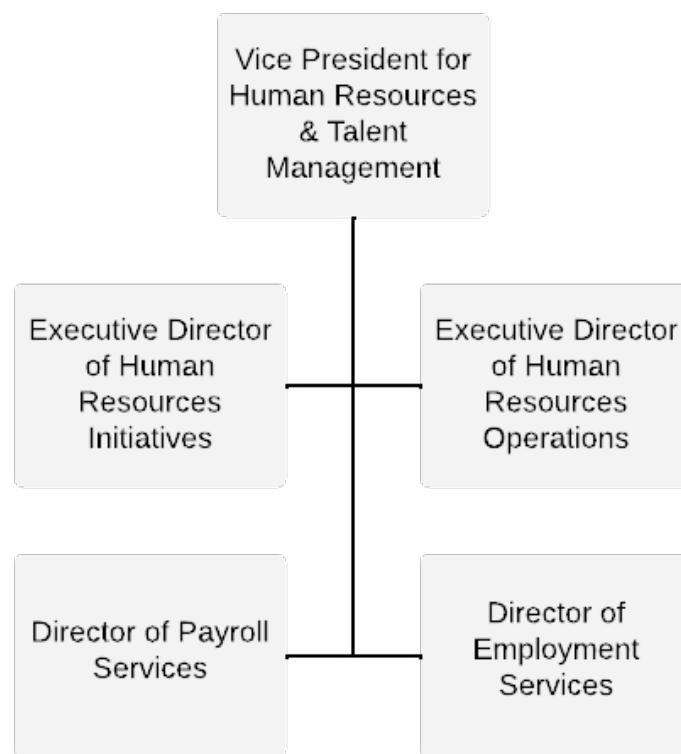 Vice President for
Human Resources
& Talent
Management
Executive Director
of Human
Resources
Initiatives
Executive Director
of Human
Resources
Operations
Director of Payroll
Services
Director of
Employment
Services